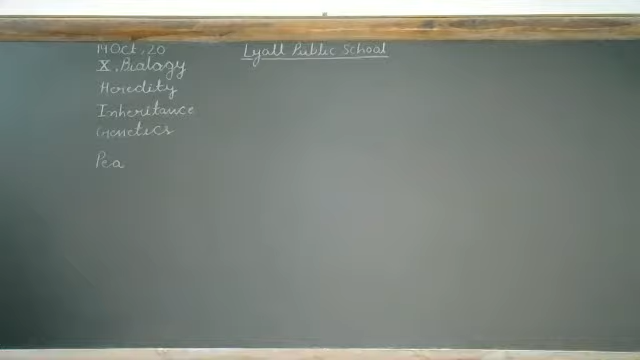 14 Oct, 20
Lyall Public School
X, Biology
Heredity
Inheritance
Genetics
Pea